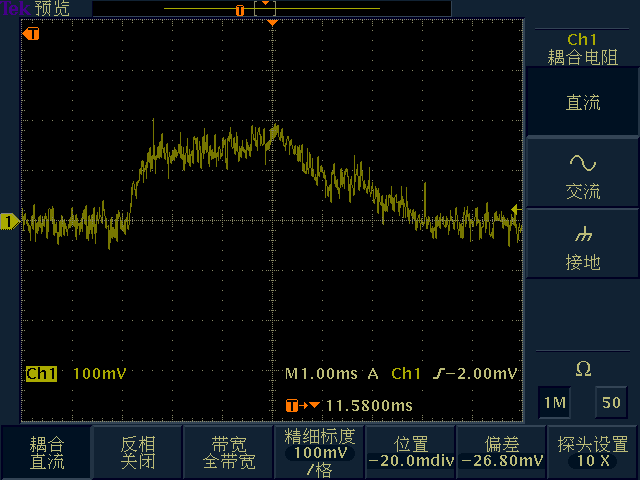 Tek 预览
T
T
Ch1
耦合电阻
直流
交流
1
接地
Ch1 100mV M1.00ms A Ch1 -2.00mV
T 11.5800ms
Ω
1M 50
耦合
直流
反相
关闭
带宽
全带宽
精细标度
100mV
/格
位置
-20.0mdiv
偏差
-26.80mV
探头设置
10 X